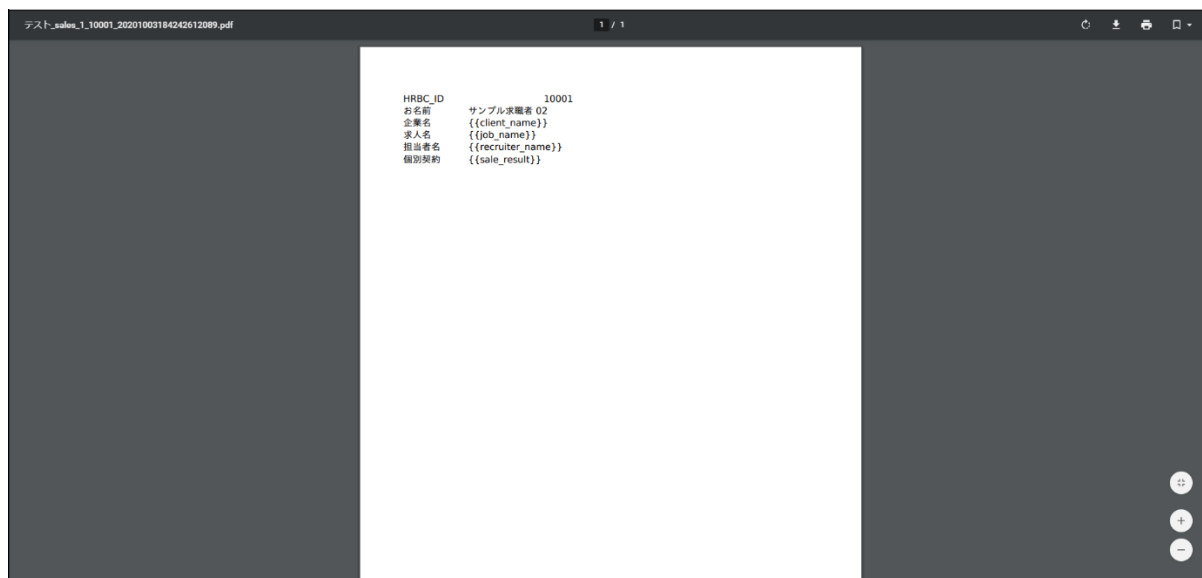 テスト_sales_1_10001_20201003184242612089.pdf
1 / 1
HRBC_ID 10001
お名前 サンプル求職者 02
企業名 {{client_name}}
求人名 {{job_name}}
担当者名 {{recruiter_name}}
個別契約 {{sale_result}}